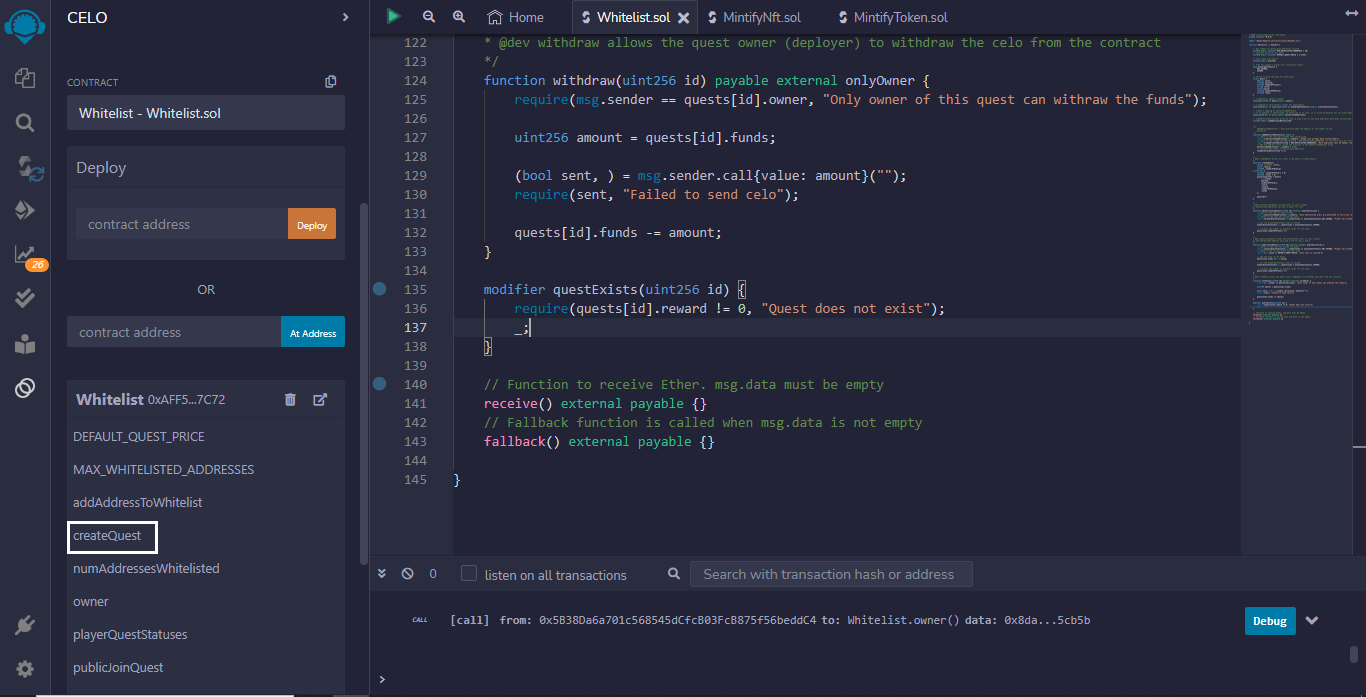 CELO
CONTRACT
Whitelist - Whitelist.sol
Deploy
contract address
Deploy
OR
contract address
At Address
Whitelist 0xAFF5...7C72
DEFAULT_QUEST_PRICE
MAX_WHITELISTED_ADDRESSES
addAddressToWhitelist
createQuest
numAddressesWhitelisted
owner
playerQuestStatuses
publicJoinQuest
26
Home
Whitelist.sol
MintifyNft.sol
MintifyToken.sol
122 * @dev withdraw allows the quest owner (deployer) to withdraw the celo from the contract
123 */
124 function withdraw(uint256 id) payable external onlyOwner {
125 require(msg.sender == quests[id].owner, "Only owner of this quest can withraw the funds");
126
127 uint256 amount = quests[id].funds;
128
129 (bool sent, ) = msg.sender.call{value: amount}("");
130 require(sent, "Failed to send celo");
131
132 quests[id].funds -= amount;
133 }
134
135 modifier questExists(uint256 id) {
136 require(quests[id].reward != 0, "Quest does not exist");
137 _;
138 }
139
140 // Function to receive Ether. msg.data must be empty
141 receive() external payable {}
142 // Fallback function is called when msg.data is not empty
143 fallback() external payable {}
144
145 }
0
listen on all transactions
Search with transaction hash or address
CALL [call] from: 0x5B38Da6a701c568545dCfcB03FcB875f56beddC4 to: Whitelist.owner() data: 0x8da...5cb5b
Debug
>